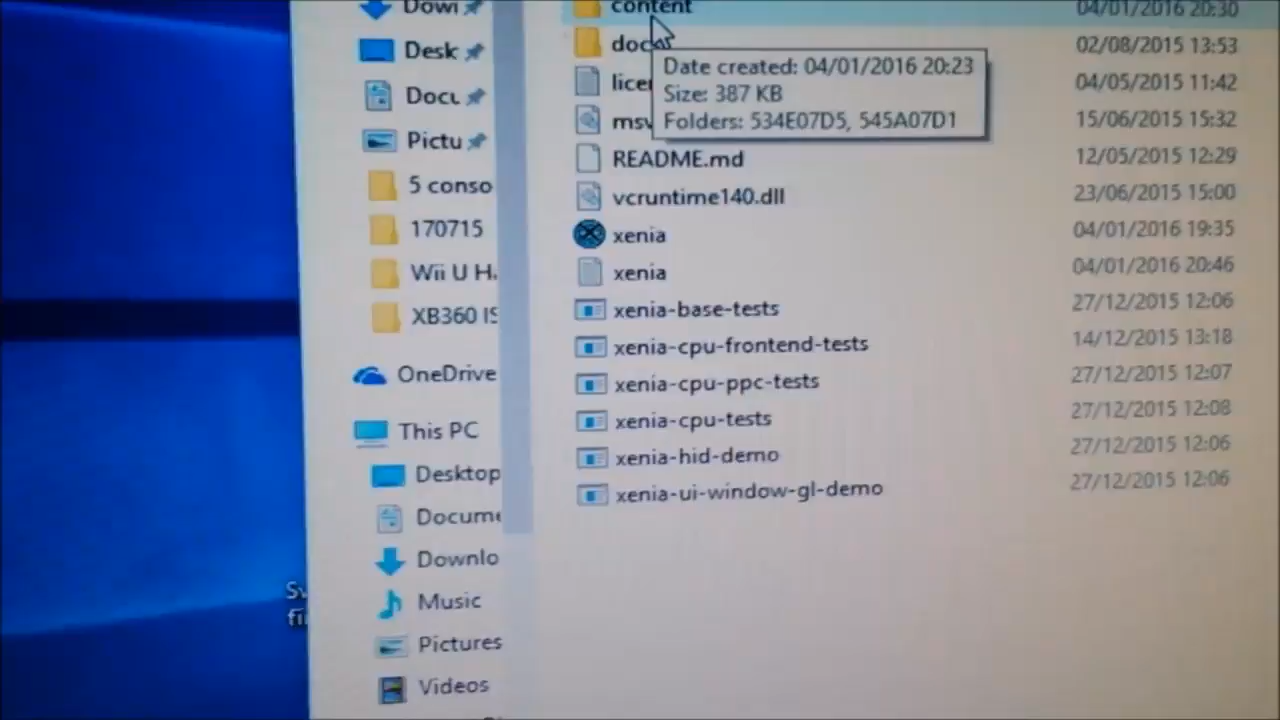 content 04/01/2016 20:30
02/08/2015 13:53
04/05/2015 11:42
15/06/2015 15:32
Date created: 04/01/2016 20:23
Size: 387 KB
Folders: 534E07D5, 545A07D1
README.md 12/05/2015 12:29
vcruntime140.dll 23/06/2015 15:00
xenia 04/01/2016 19:35
xenia 04/01/2016 20:46
xenia-base-tests 27/12/2015 12:06
xenia-cpu-frontend-tests 14/12/2015 13:18
xenia-cpu-ppc-tests 27/12/2015 12:07
xenia-cpu-tests 27/12/2015 12:08
xenia-hid-demo 27/12/2015 12:06
xenia-ui-window-gl-demo 27/12/2015 12:06
Desk
Pictu
5 conso
170715
Wii U H
XB360 IS
OneDrive
This PC
Desktop
Docume
Downlo
Music
Pictures
Videos